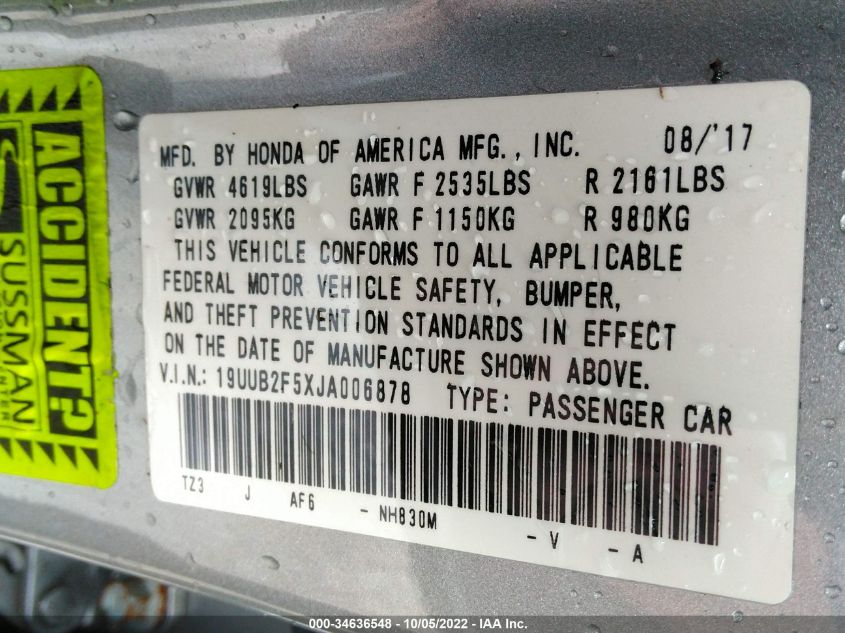 ACCIDENT?
SUSSMAN
MFD. BY HONDA OF AMERICA MFG., INC. 08/'17
GVWR 4619LBS GAWR F 2535LBS R 2161LBS
GVWR 2095KG GAWR F 1150KG R 980KG
THIS VEHICLE CONFORMS TO ALL APPLICABLE
FEDERAL MOTOR VEHICLE SAFETY, BUMPER,
AND THEFT PREVENTION STANDARDS IN EFFECT
ON THE DATE OF MANUFACTURE SHOWN ABOVE.
V.I.N.: 19UUB2F5XJA006878 TYPE: PASSENGER CAR
TZ3 J AF6 - NH830M - V - A
000-34636548 - 10/05/2022 - IAA Inc.